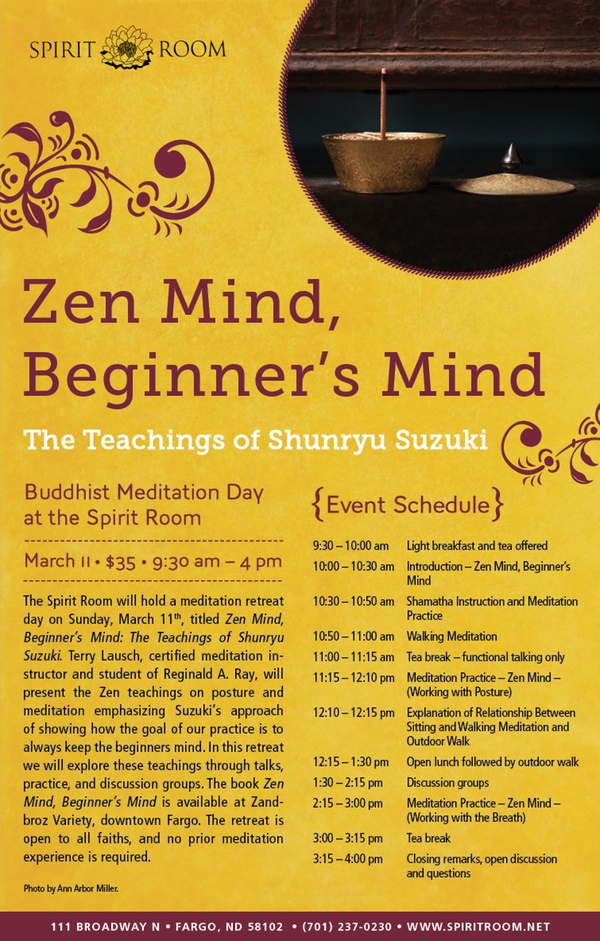 SPIRIT ROOM
Zen Mind,
Beginner's Mind
The Teachings of Shunryu Suzuki
Buddhist Meditation Day
at the Spirit Room
March 11 • $35 • 9:30 am – 4 pm
The Spirit Room will hold a meditation retreat
day on Sunday, March 11th, titled Zen Mind,
Beginner's Mind: The Teachings of Shunryu
Suzuki. Terry Lausch, certified meditation in-
structor and student of Reginald A. Ray, will
present the Zen teachings on posture and
meditation emphasizing Suzuki's approach
of showing how the goal of our practice is to
always keep the beginners mind. In this retreat
we will explore these teachings through talks,
practice, and discussion groups. The book Zen
Mind, Beginner's Mind is available at Zand-
broz Variety, downtown Fargo. The retreat is
open to all faiths, and no prior meditation
experience is required.
Photo by Ann Arbor Miller.
{Event Schedule}
9:30 – 10:00 am Light breakfast and tea offered
10:00 – 10:30 am Introduction – Zen Mind, Beginner's
Mind
10:30 – 10:50 am Shamatha Instruction and Meditation
Practice
10:50 – 11:00 am Walking Meditation
11:00 – 11:15 am Tea break – functional talking only
11:15 – 12:10 pm Meditation Practice – Zen Mind –
(Working with Posture)
12:10 – 12:15 pm Explanation of Relationship Between
Sitting and Walking Meditation and
Outdoor Walk
12:15 – 1:30 pm Open lunch followed by outdoor walk
1:30 – 2:15 pm Discussion groups
2:15 – 3:00 pm Meditation Practice – Zen Mind –
(Working with the Breath)
3:00 – 3:15 pm Tea break
3:15 – 4:00 pm Closing remarks, open discussion
and questions
111 BROADWAY N • FARGO, ND 58102 • (701) 237-0230 • WWW.SPIRITROOM.NET